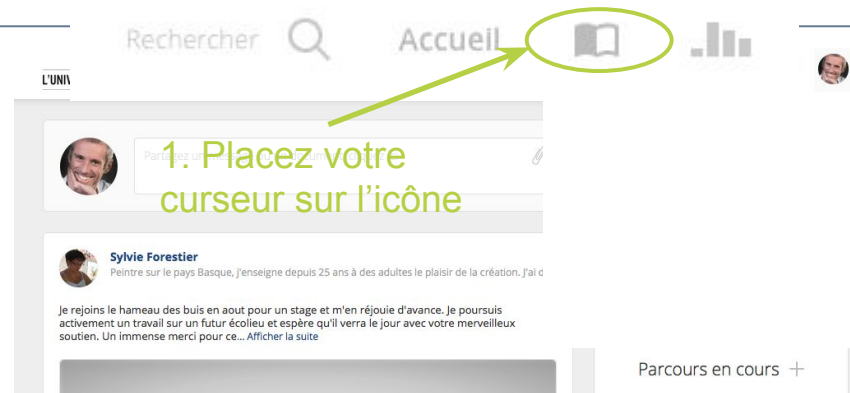 Rechercher Accueil
L'UNIV
1. Placez votre
curseur sur l'icône
Sylvie Forestier
Peintre sur le pays Basque, j'enseigne depuis 25 ans à des adultes le plaisir de la création. J'ai d
Je rejoins le hameau des buis en aout pour un stage et m'en réjouie d'avance. Je poursuis
activement un travail sur un futur écolieu et espère qu'il verra le jour avec votre merveilleux
soutien. Un immense merci pour ce... Afficher la suite
Parcours en cours +